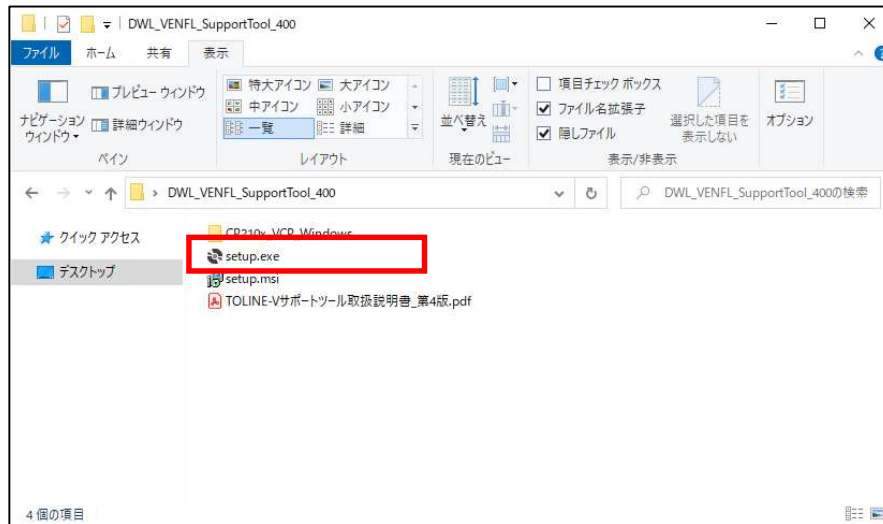 DWL_VENFL_SupportTool_400
ファイル ホーム 共有 表示
ナビゲーション ウィンドウ
プレビュー ウィンドウ
詳細ウィンドウ
ペイン
特大アイコン 大アイコン
中アイコン 小アイコン
一覧 詳細
レイアウト
並べ替え
現在のビュー
項目チェック ボックス
ファイル名拡張子
隠しファイル
選択した項目を
表示しない
表示/非表示
オプション
DWL_VENFL_SupportTool_400
DWL_VENFL_SupportTool_400の検索
クイック アクセス
デスクトップ
CP210x_VCP_Windows
setup.exe
setup.msi
TOLINE-Vサポートツール取扱説明書_第4版.pdf
4 個の項目